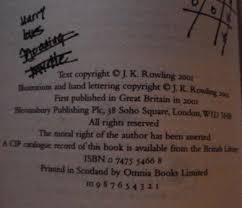 Harry
bus
Text copyright © J. K. Rowling 2001
Illustrations and hand lettering copyright © J. K. Rowling 2001
First published in Great Britain in 2001
Bloomsbury Publishing Plc, 38 Soho Square, London, W1D 3HB
All rights reserved
The moral right of the author has been asserted
A CIP catalogue record of this book is available from the British Library
ISBN 0 7475 5466 8
Printed in Scotland by Omnia Books Limited
10 9 8 7 6 5 4 3 2 1